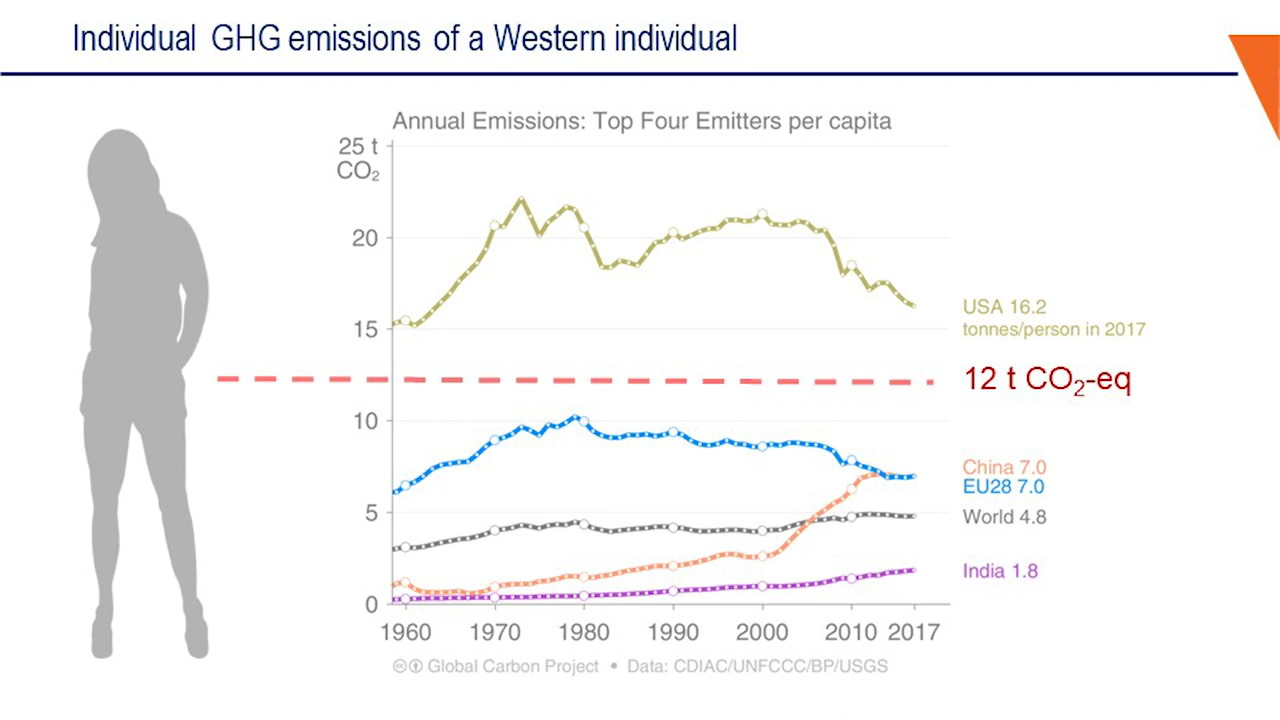 Individual GHG emissions of a Western individual
Annual Emissions: Top Four Emitters per capita
25 t
CO₂
20
15
10
5
0
1960 1970 1980 1990 2000 2010 2017
USA 16.2
tonnes/person in 2017
12 t CO₂-eq
China 7.0
EU28 7.0
World 4.8
India 1.8
Global Carbon Project • Data: CDIAC/UNFCCC/BP/USGS